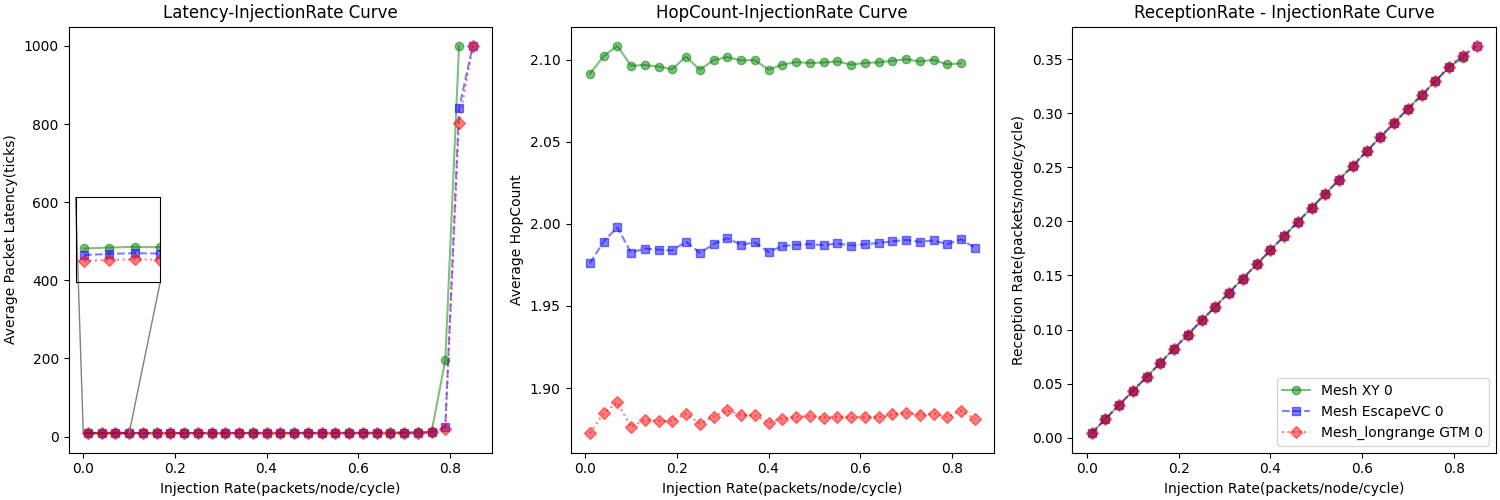 Latency-InjectionRate Curve
Average Packet Latency(ticks)
1000
800
600
400
200
0
0.0 0.2 0.4 0.6 0.8
Injection Rate(packets/node/cycle)
HopCount-InjectionRate Curve
Average HopCount
2.10
2.05
2.00
1.95
1.90
0.0 0.2 0.4 0.6 0.8
Injection Rate(packets/node/cycle)
ReceptionRate - InjectionRate Curve
Reception Rate(packets/node/cycle)
0.35
0.30
0.25
0.20
0.15
0.10
0.05
0.00
Mesh XY 0
Mesh EscapeVC 0
Mesh_longrange GTM 0
0.0 0.2 0.4 0.6 0.8
Injection Rate(packets/node/cycle)